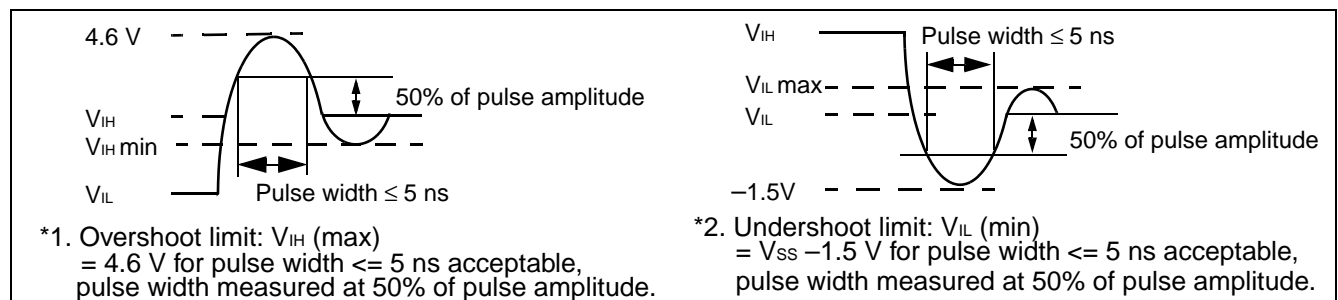 4.6 V
50% of pulse amplitude
VIH
VIH min
VIL
Pulse width ≤ 5 ns
*1. Overshoot limit: VIH (max)
= 4.6 V for pulse width <= 5 ns acceptable,
pulse width measured at 50% of pulse amplitude.
VIH
Pulse width ≤ 5 ns
VIL max
VIL
50% of pulse amplitude
–1.5V
*2. Undershoot limit: VIL (min)
= VSS –1.5 V for pulse width <= 5 ns acceptable,
pulse width measured at 50% of pulse amplitude.